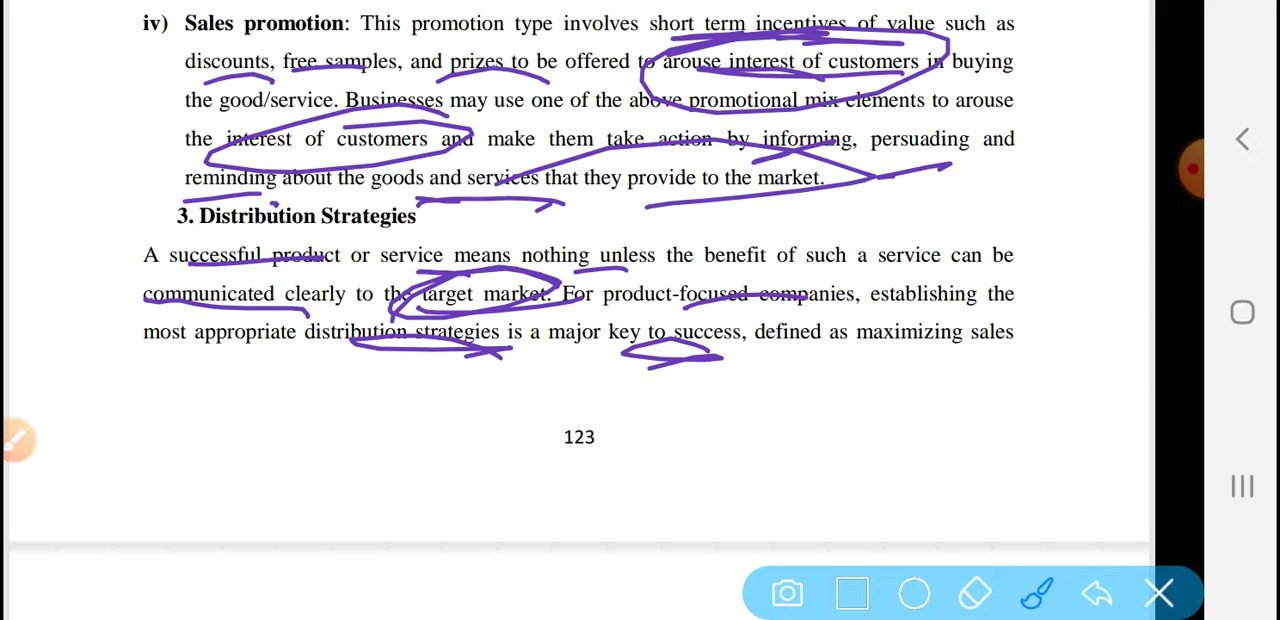 iv) Sales promotion: This promotion type involves short term incentives of value such as
discounts, free samples, and prizes to be offered to arouse interest of customers in buying
the good/service. Businesses may use one of the above promotional mix elements to arouse
the interest of customers and make them take action by informing, persuading and
reminding about the goods and services that they provide to the market.
3. Distribution Strategies
A successful product or service means nothing unless the benefit of such a service can be
communicated clearly to the target market. For product-focused companies, establishing the
most appropriate distribution strategies is a major key to success, defined as maximizing sales
123